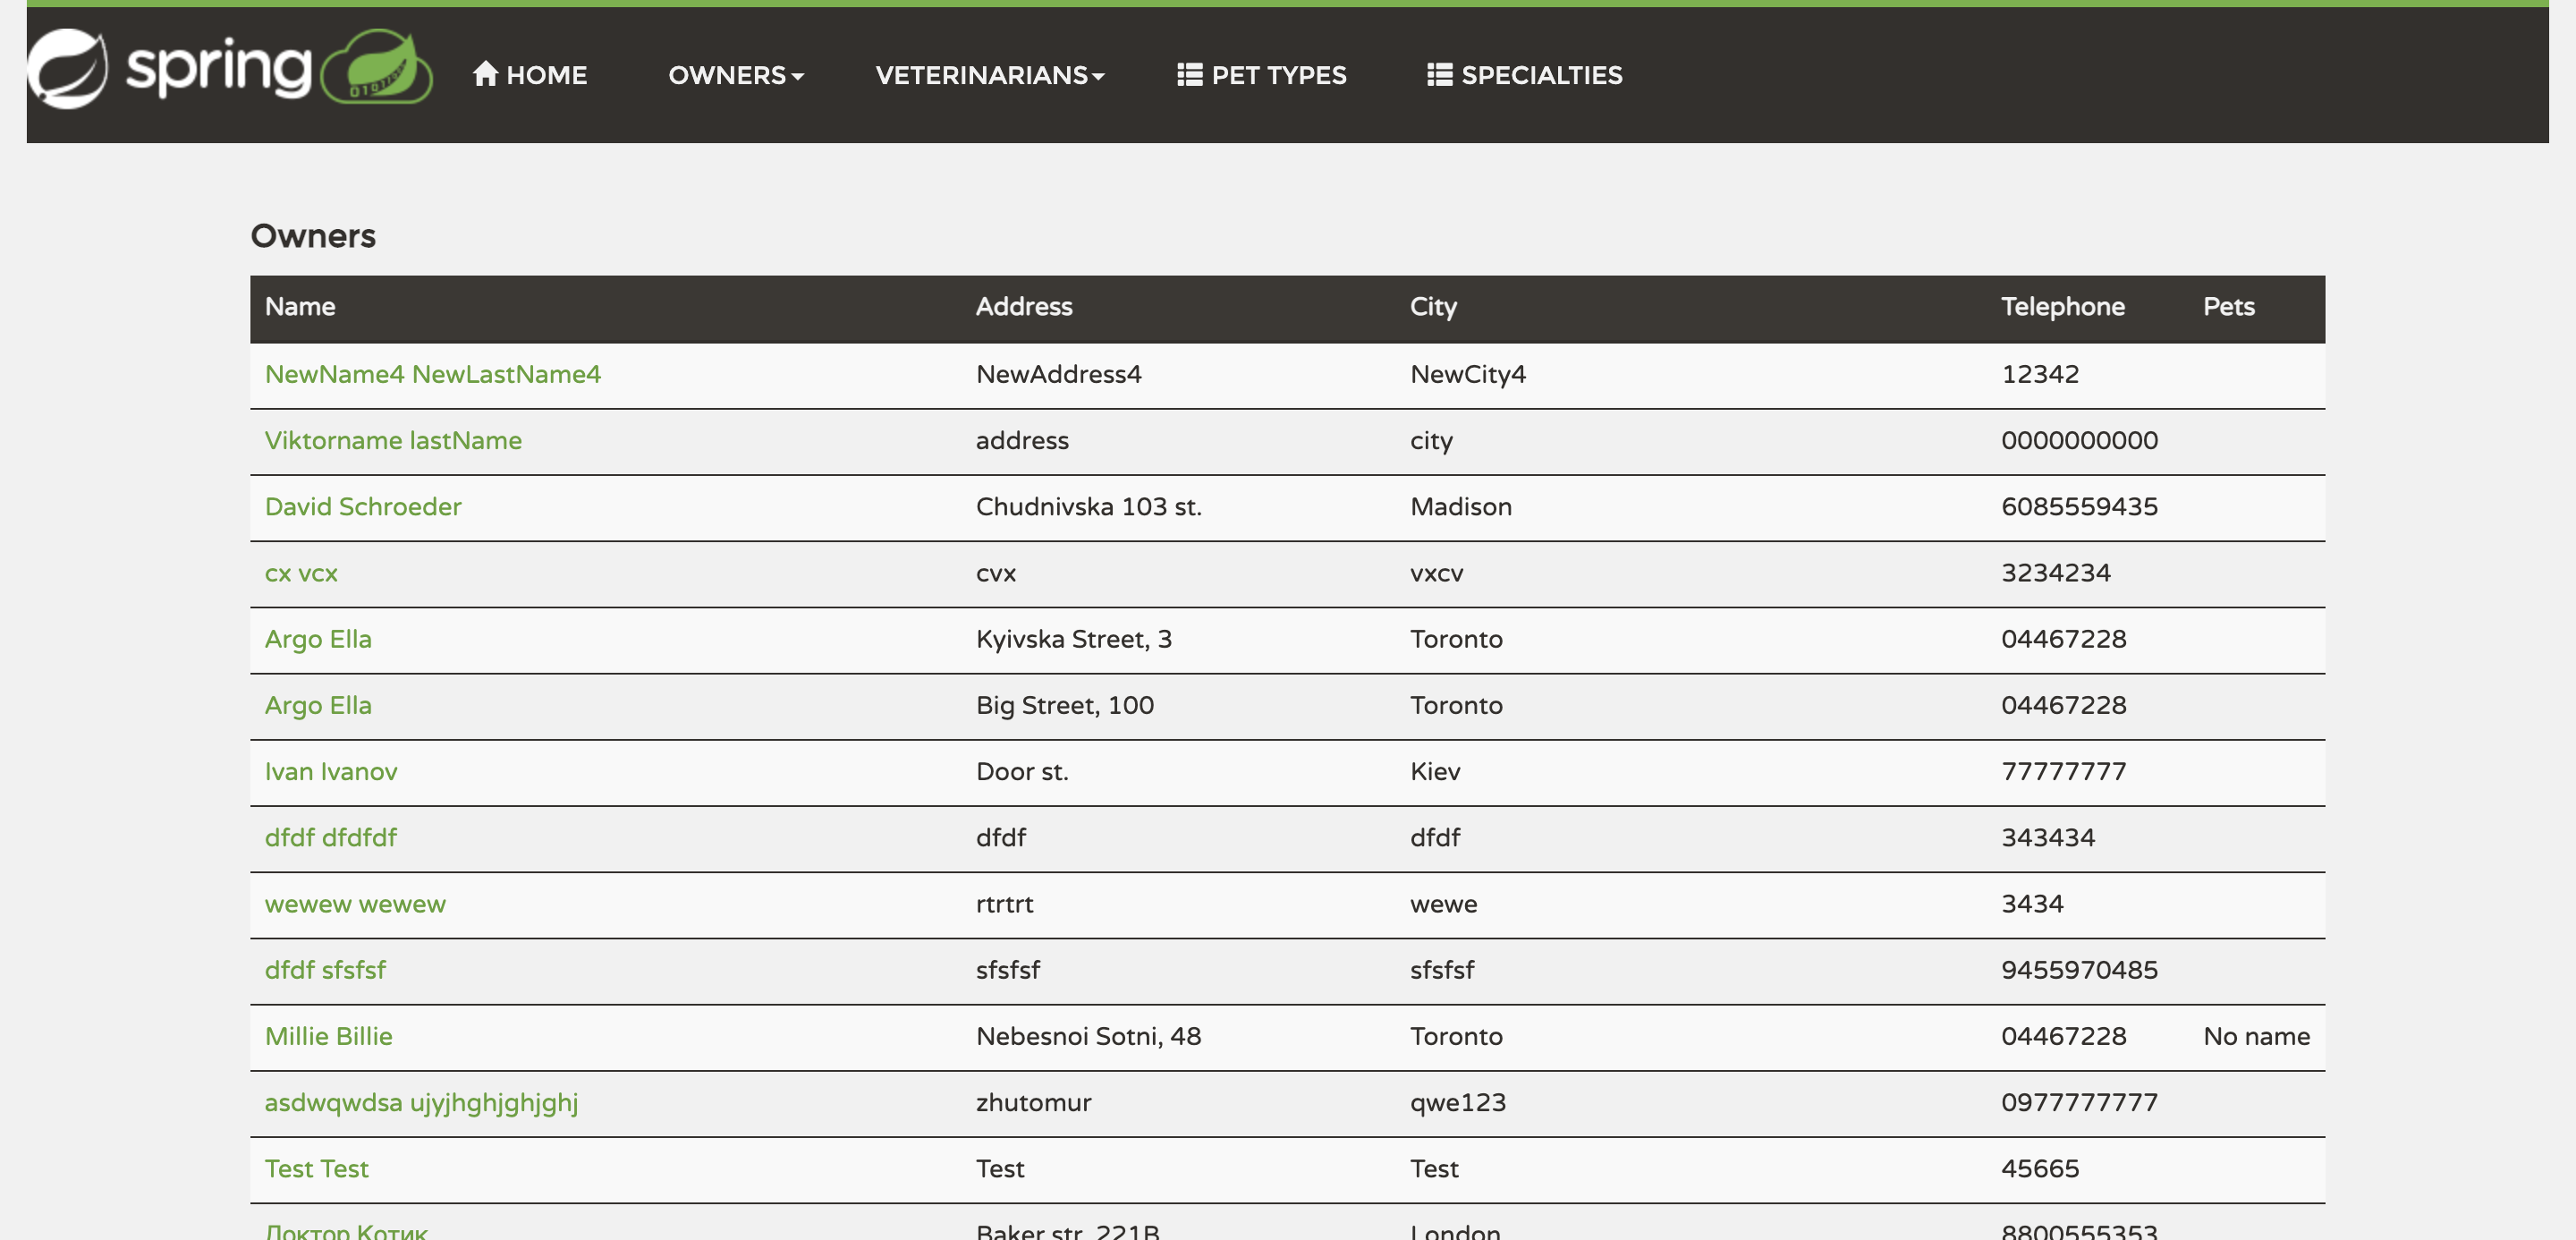 spring HOME OWNERS VETERINARIANS PET TYPES SPECIALTIES
Owners
Name Address City Telephone Pets
NewName4 NewLastName4 NewAddress4 NewCity4 12342
Viktorname lastName address city 0000000000
David Schroeder Chudnivska 103 st. Madison 6085559435
cx vcx cvx vxcv 3234234
Argo Ella Kyivska Street, 3 Toronto 04467228
Argo Ella Big Street, 100 Toronto 04467228
Ivan Ivanov Door st. Kiev 77777777
dfdf dfdfdf dfdf dfdf 343434
wewew wewew rtrtrt wewe 3434
dfdf sfsfsf sfsfsf sfsfsf 9455970485
Millie Billie Nebesnoi Sotni, 48 Toronto 04467228 No name
asdwqwdsa ujyjhghjghjghj zhutomur qwe123 0977777777
Test Test Test Test 45665
Доктор Котик Baker str. 221B London 8800555353